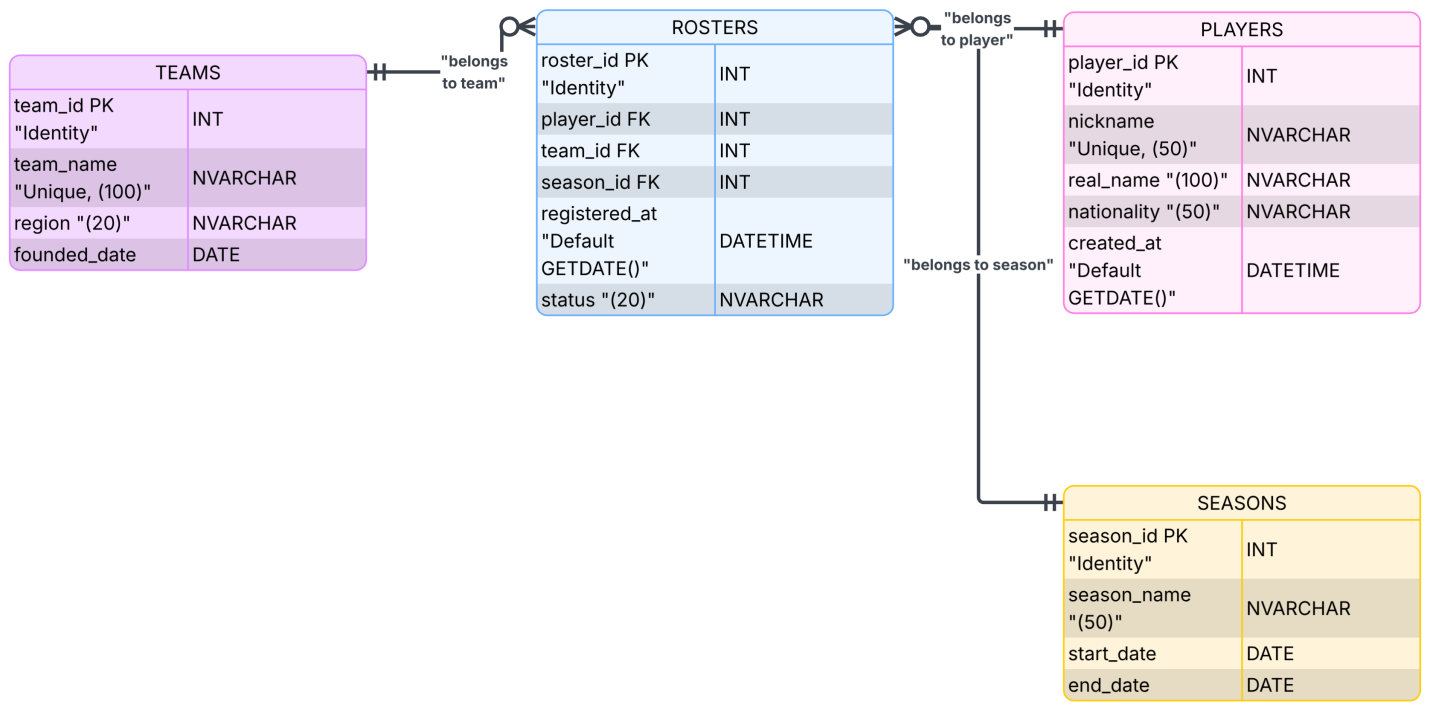 TEAMS
team_id PK
"Identity"
INT
team_name
"Unique, (100)"
NVARCHAR
region "(20)"
NVARCHAR
founded_date
DATE
"belongs
to team"
ROSTERS
roster_id PK
"Identity"
INT
player_id FK
INT
team_id FK
INT
season_id FK
INT
registered_at
"Default
GETDATE()"
DATETIME
status "(20)"
NVARCHAR
"belongs
to player"
"belongs to season"
PLAYERS
player_id PK
"Identity"
INT
nickname
"Unique, (50)"
NVARCHAR
real_name "(100)"
NVARCHAR
nationality "(50)"
NVARCHAR
created_at
"Default
GETDATE()"
DATETIME
SEASONS
season_id PK
"Identity"
INT
season_name
"(50)"
NVARCHAR
start_date
DATE
end_date
DATE